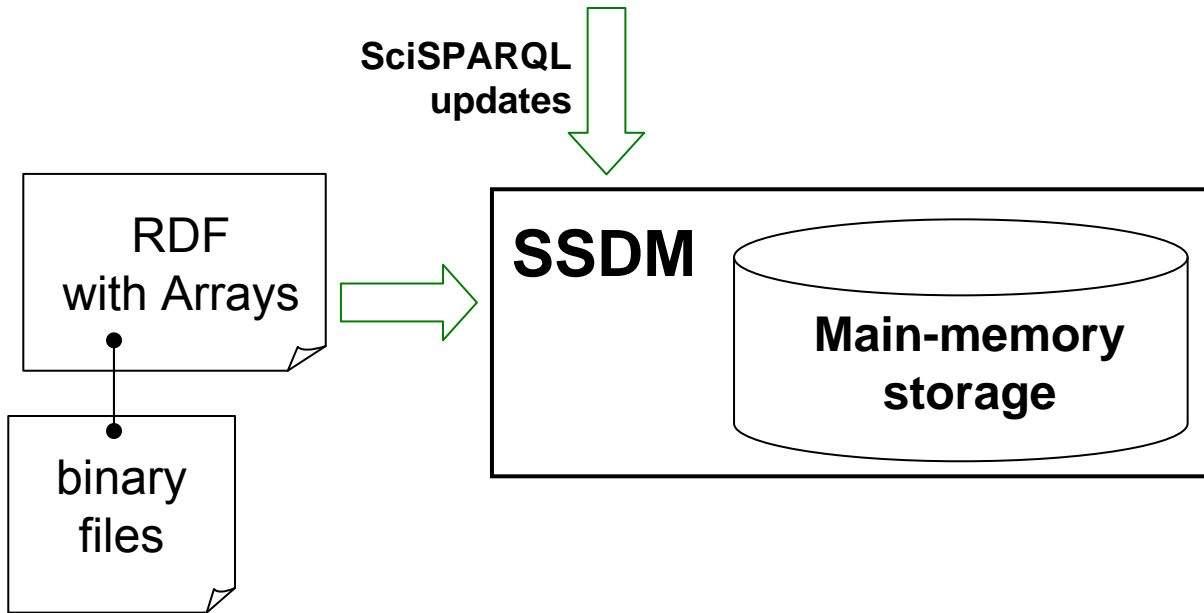 SciSPARQL
updates
RDF
with Arrays
SSDM
Main-memory
storage
binary
files